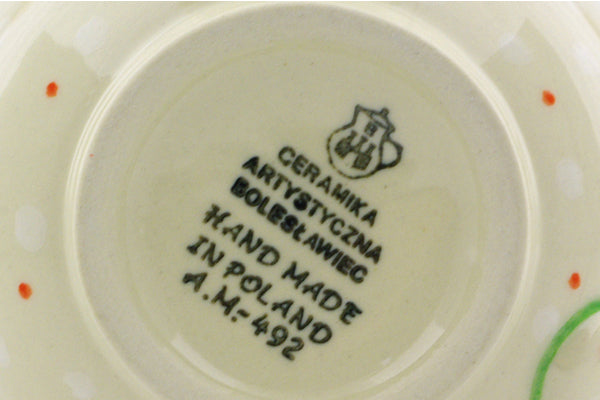 CERAMIKA
ARTYSTYCZNA
BOLESŁAWIEC
HAND MADE
IN POLAND
A.M.-492